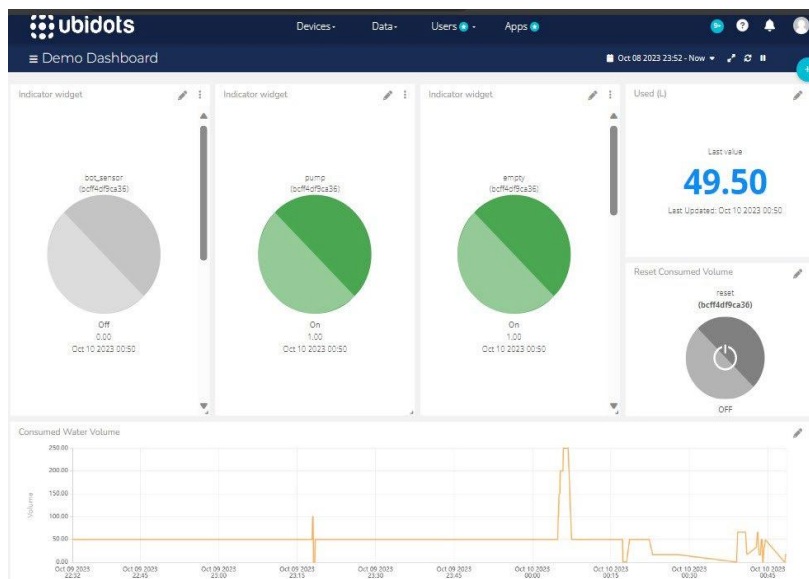 ubidots
Devices
Data
Users
Apps
9+
?
Demo Dashboard
Oct 08 2023 23:52 - Now
Indicator widget
bot_sensor
(bcff4df9ca36)
Off
0.00
Oct 10 2023 00:50
Indicator widget
pump
(bcff4df9ca36)
On
1.00
Oct 10 2023 00:50
Indicator widget
empty
(bcff4df9ca36)
On
1.00
Oct 10 2023 00:50
Used (L)
Last value
49.50
Last Updated: Oct 10 2023 00:50
Reset Consumed Volume
reset
(bcff4df9ca36)
OFF
Consumed Water Volume
Volume
250.00
200.00
150.00
100.00
50.00
0.00
Oct 09 2023
22:32
Oct 09 2023
22:45
Oct 09 2023
23:00
Oct 09 2023
23:15
Oct 09 2023
23:30
Oct 09 2023
23:45
Oct 10 2023
00:00
Oct 10 2023
00:15
Oct 10 2023
00:30
Oct 10 2023
00:45